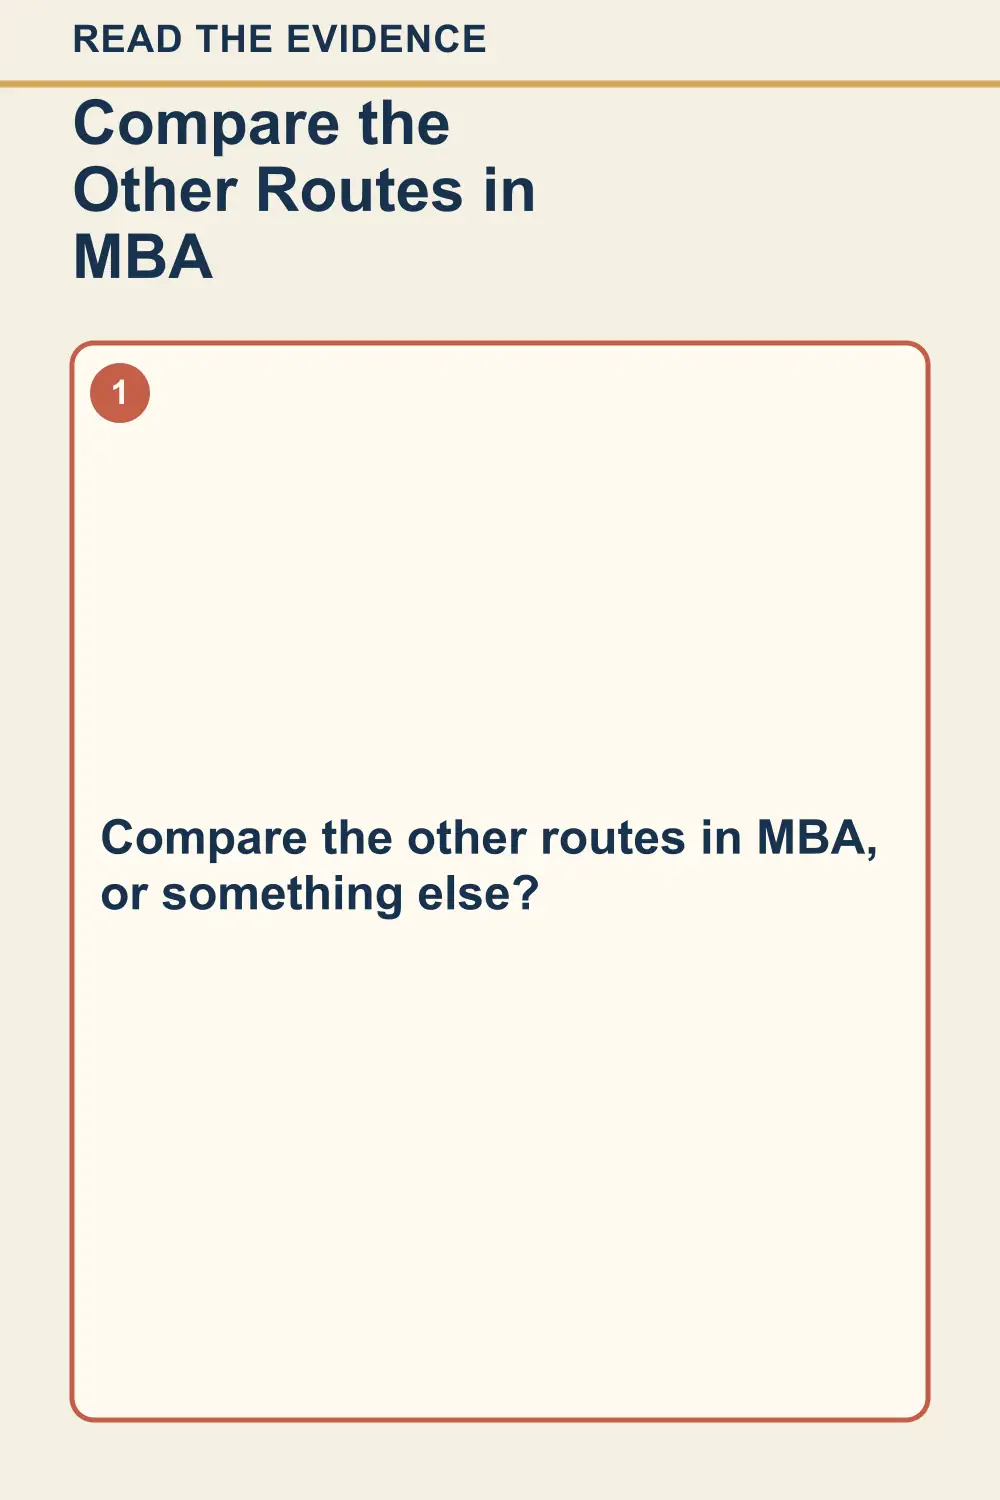 READ THE EVIDENCE
Compare the
Other Routes in
MBA
1
Compare the other routes in MBA,
or something else?